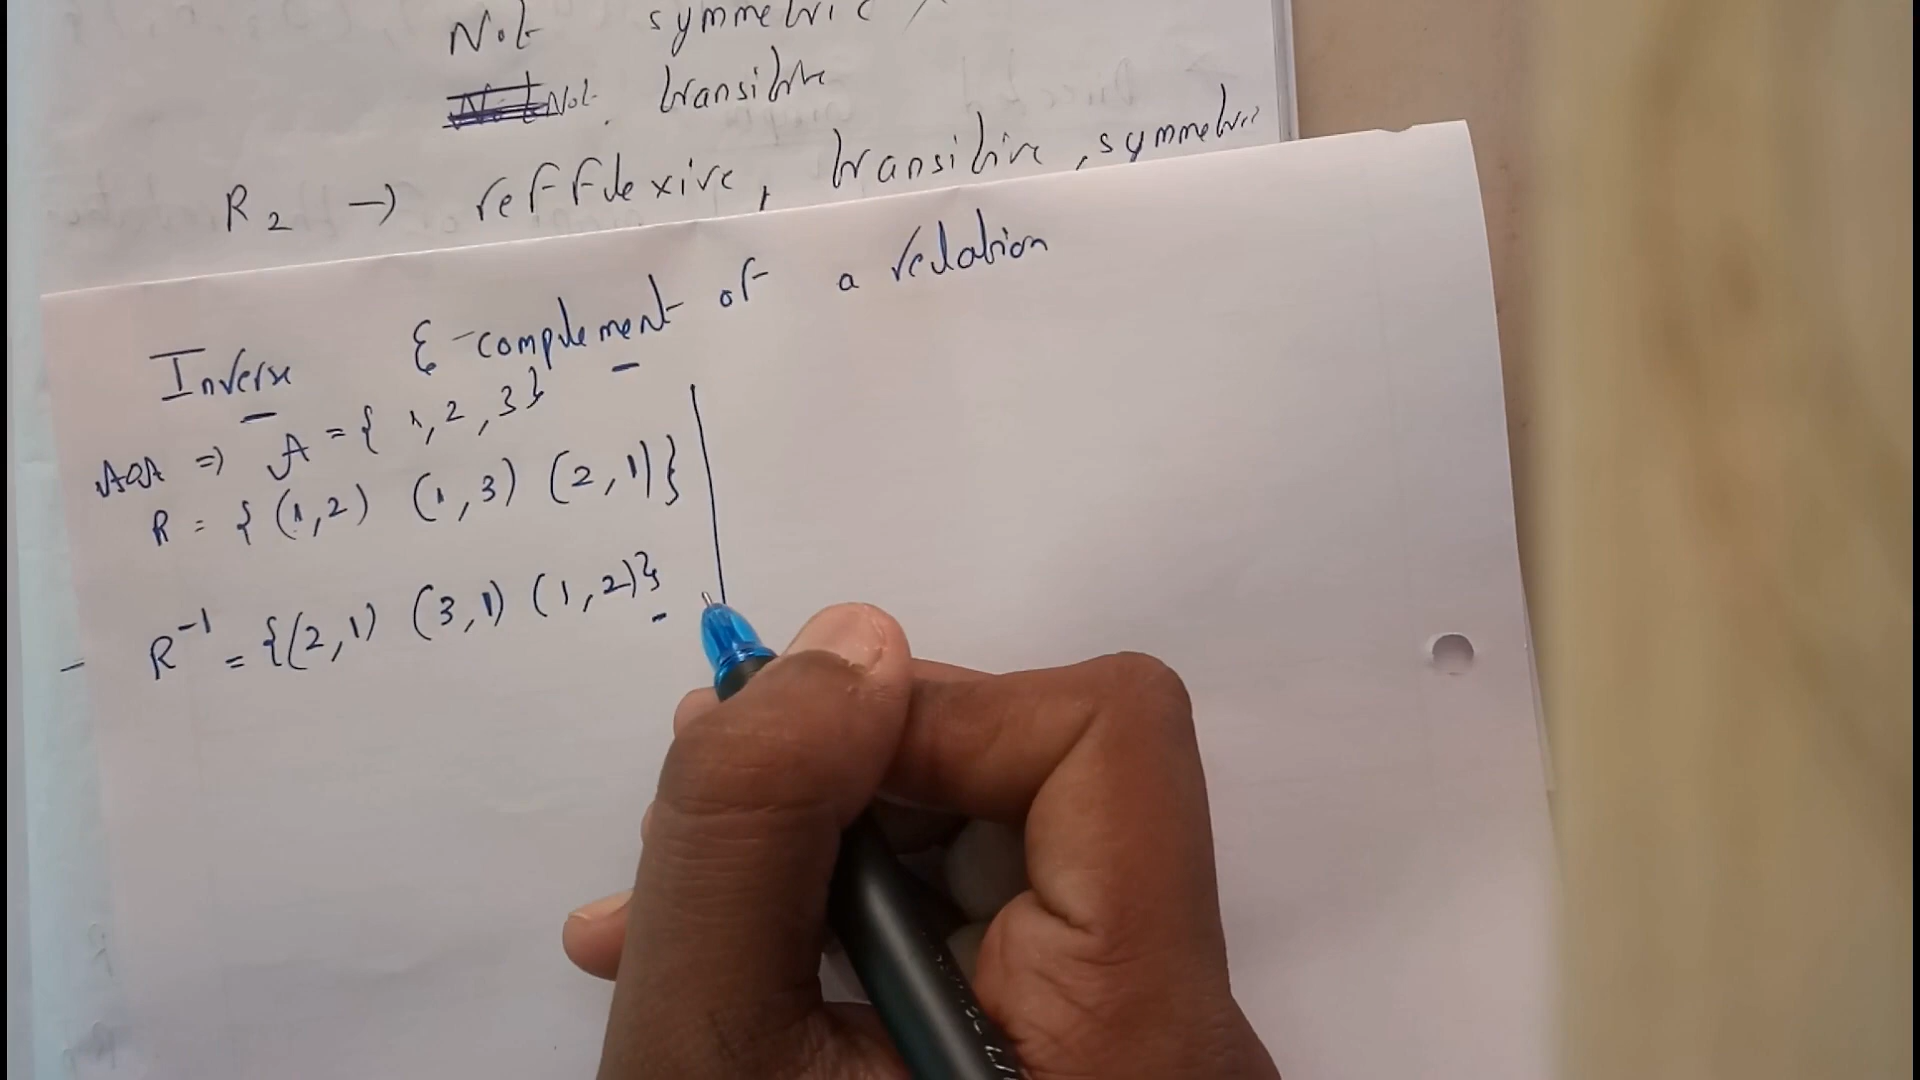 Not symmetric
Not transitive
R2 → refflexive, transitive, symmetric
Inverse & complement of a relation
A = { 1, 2, 3 }
R = { (1,2) (1,3) (2,1) }
R⁻¹ = {(2,1) (3,1) (1,2)}